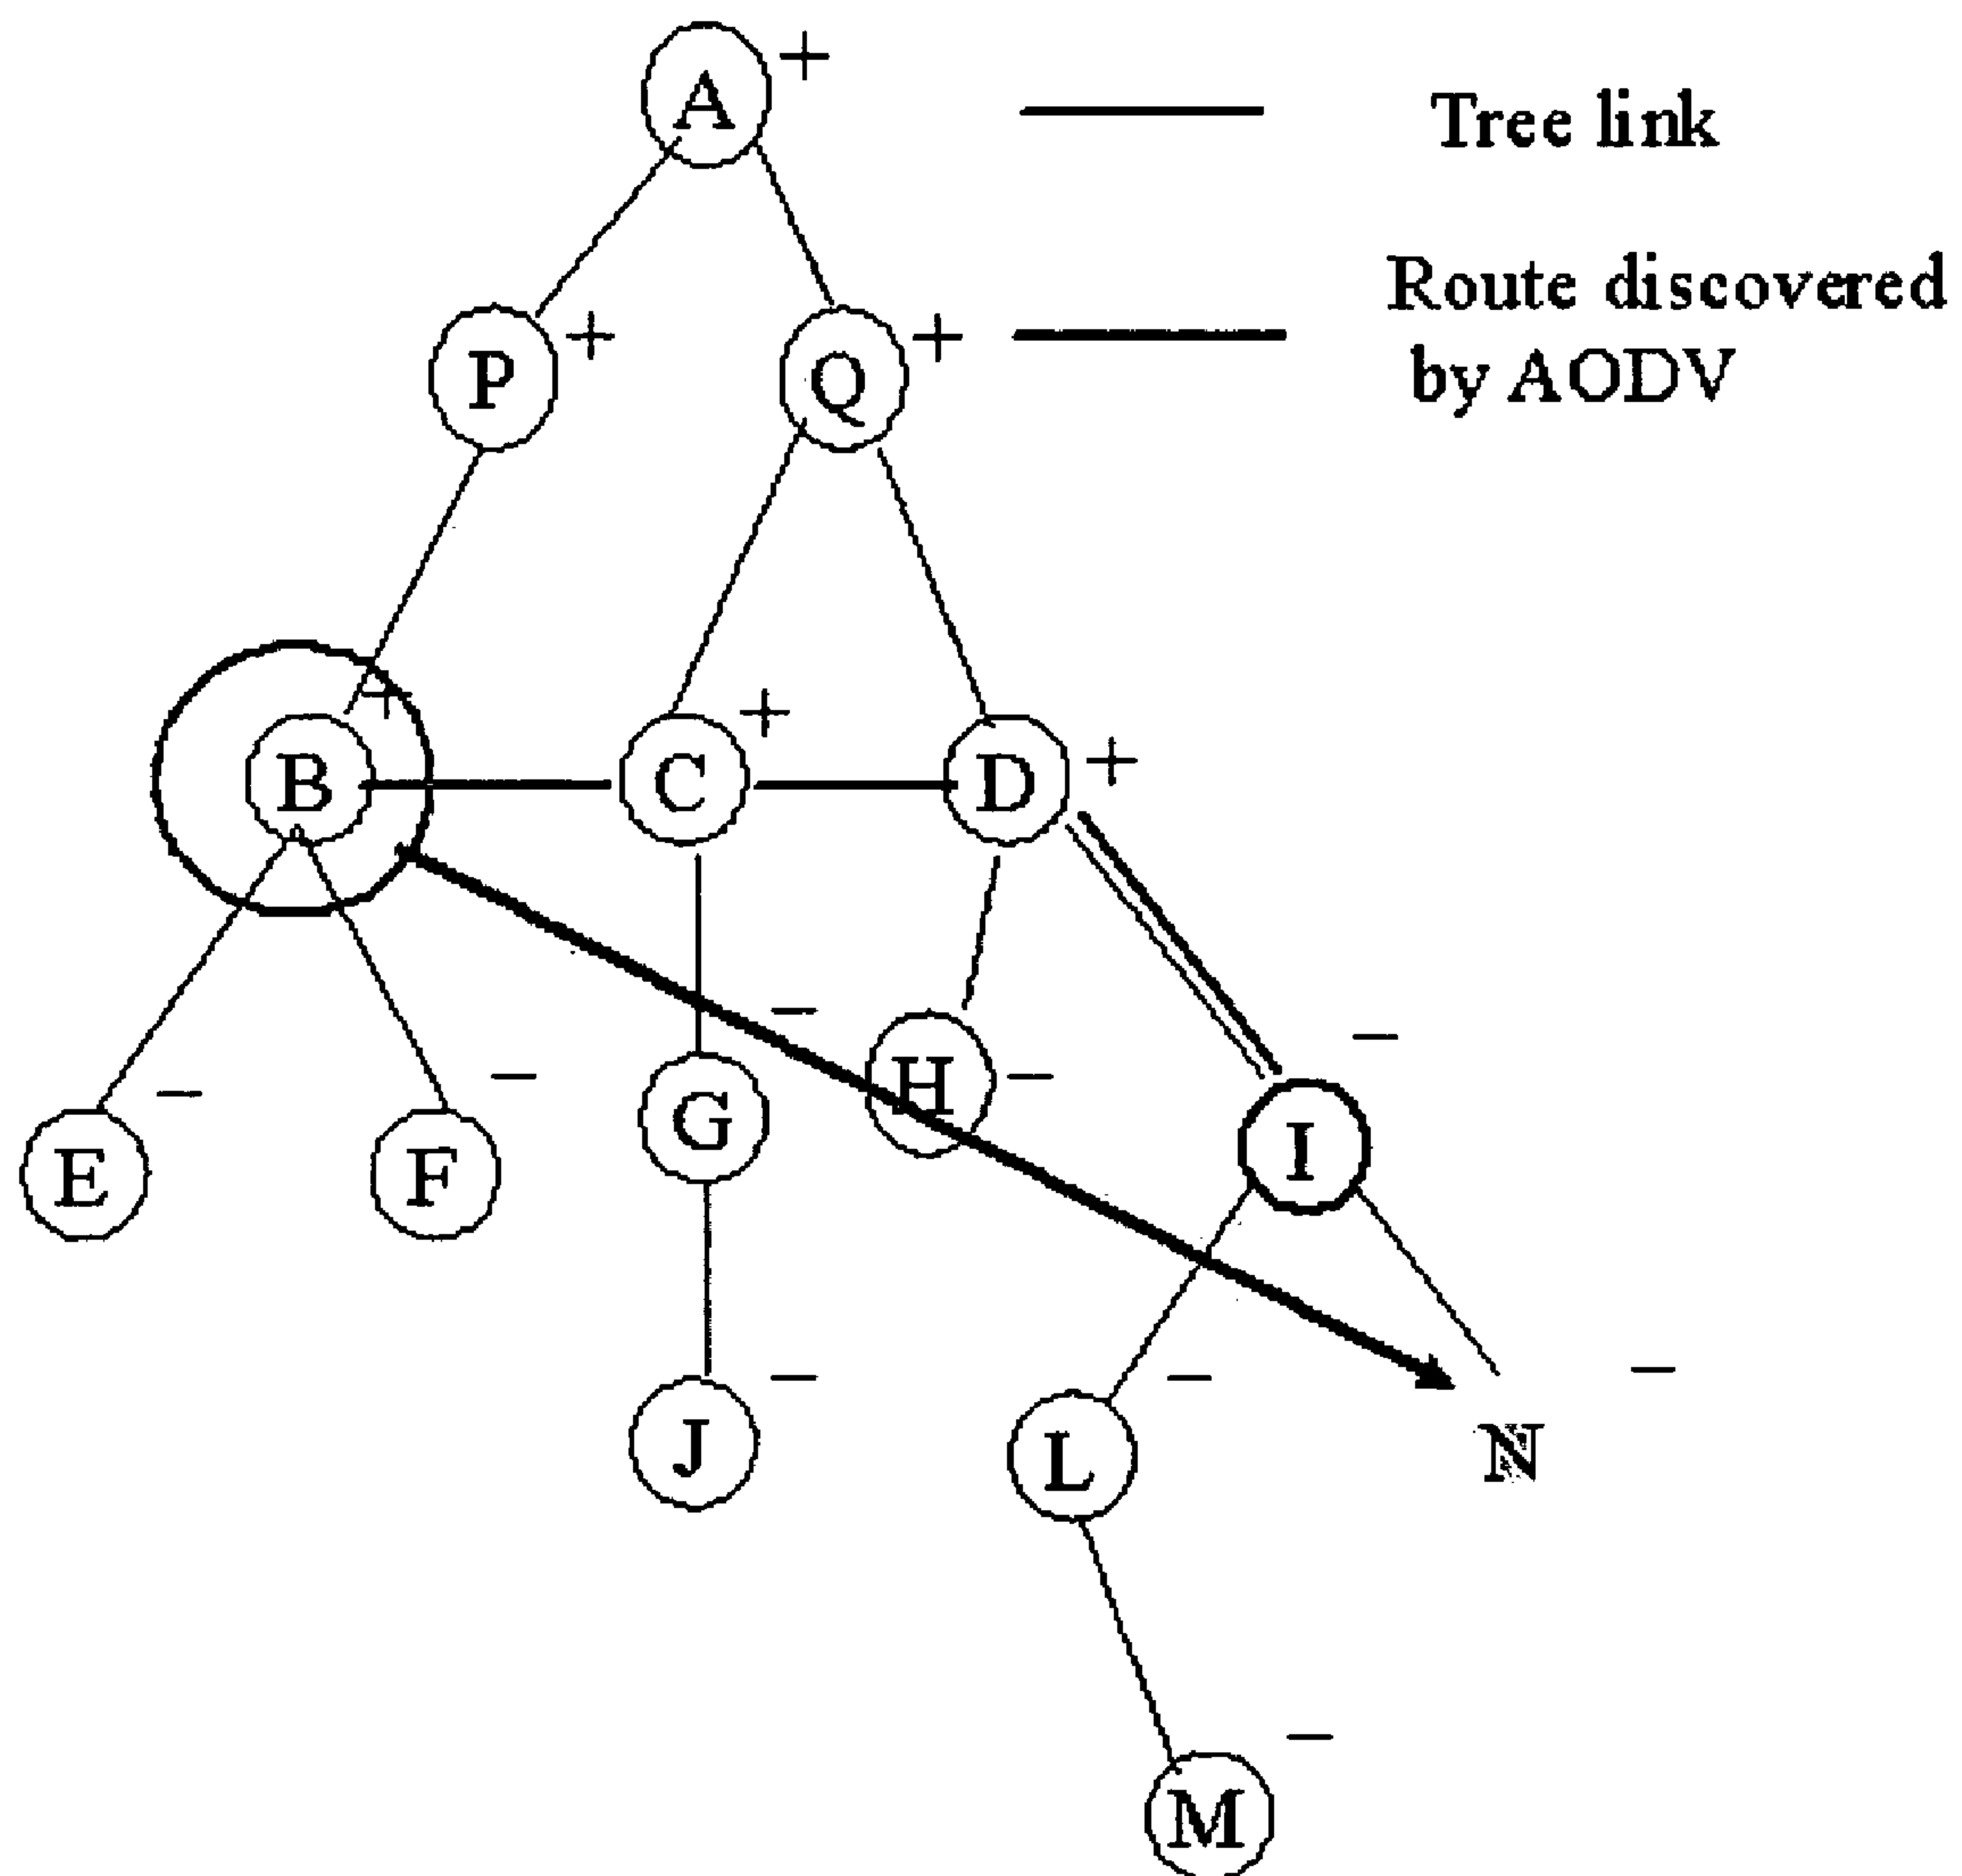 A +
Tree link
Route discovered
by AODV
P +
Q +
B +
C +
D +
E −
F −
G −
H −
I −
J −
L −
N −
M −